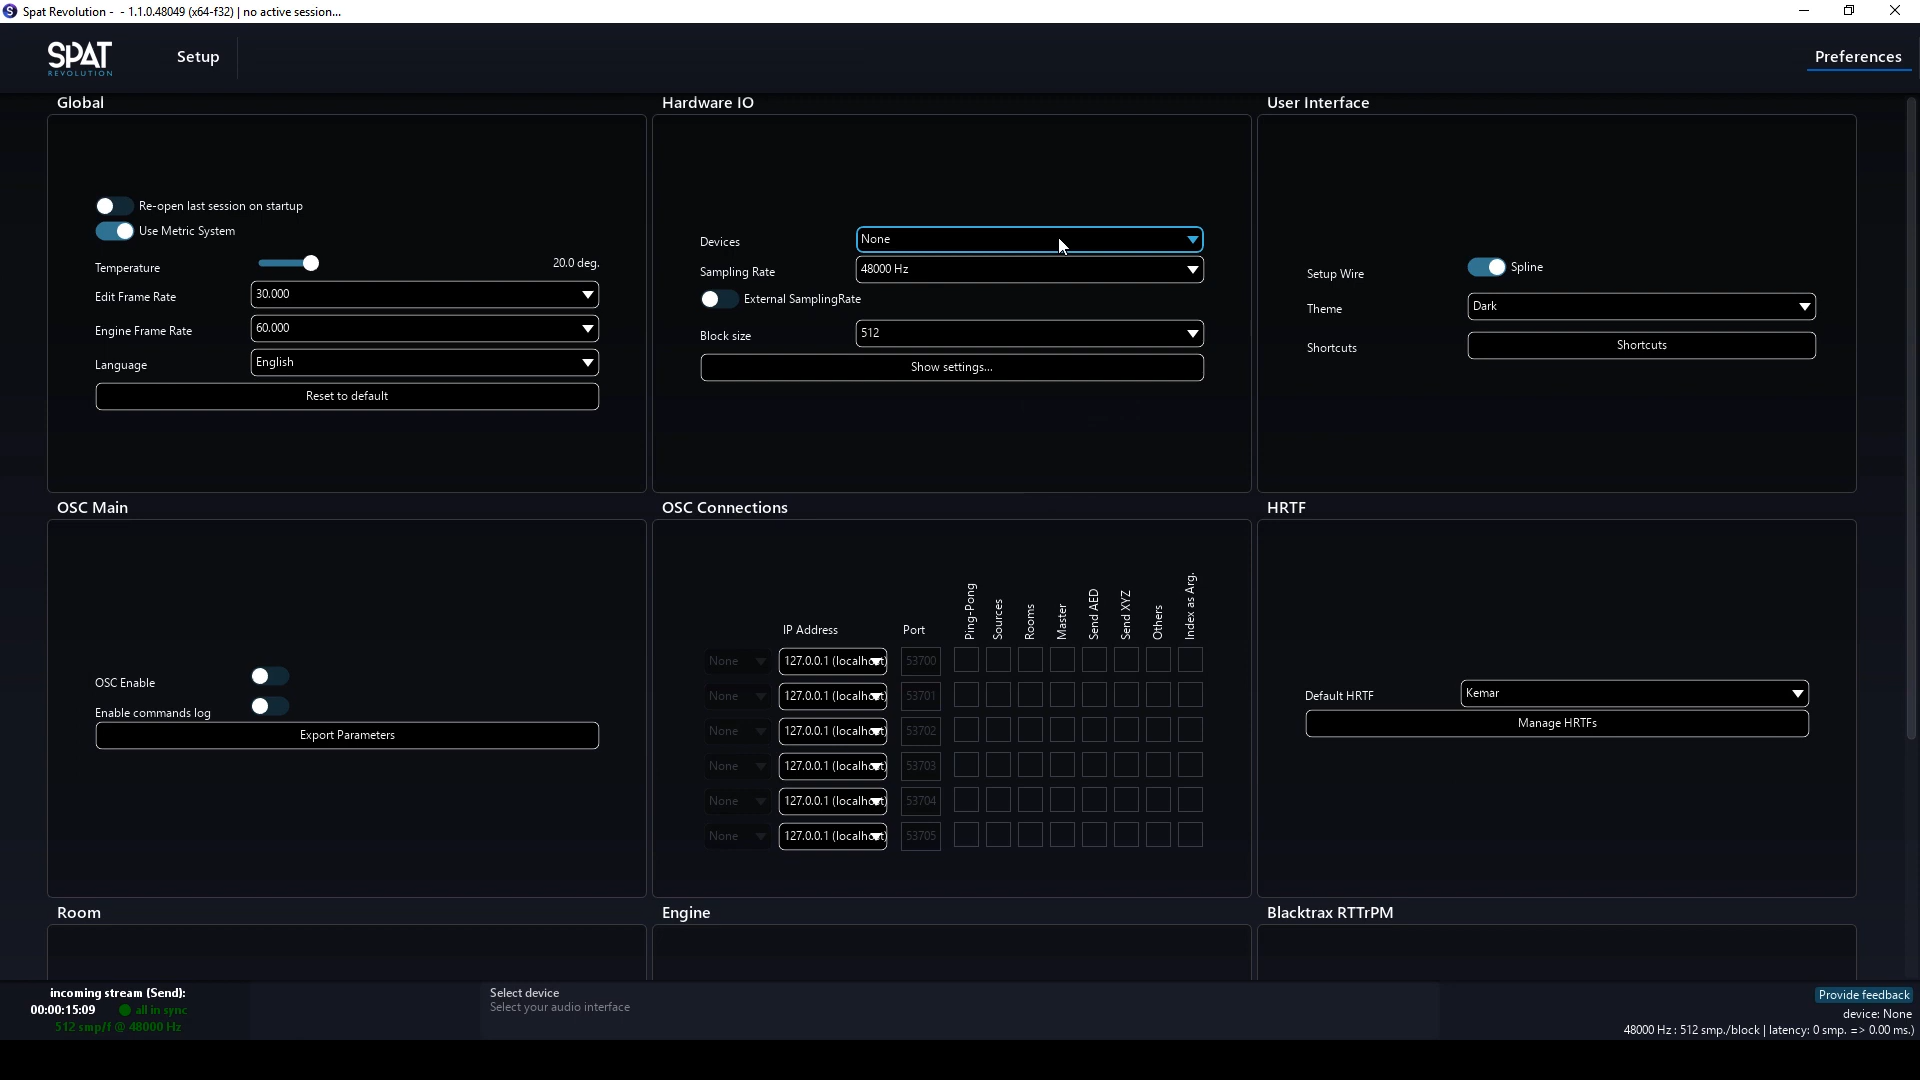 Spat Revolution - - 1.1.0.48049 (x64-f32) | no active session...
SPAT
REVOLUTION
Setup
Preferences
Global
Re-open last session on startup
Use Metric System
Temperature
20.0 deg.
Edit Frame Rate
30.000
Engine Frame Rate
60.000
Language
English
Reset to default
Hardware IO
Devices
None
Sampling Rate
48000 Hz
External SamplingRate
Block size
512
Show settings...
User Interface
Setup Wire
Spline
Theme
Dark
Shortcuts
Shortcuts
OSC Main
OSC Enable
Enable commands log
Export Parameters
OSC Connections
IP Address
Port
Ping-Pong
Sources
Rooms
Master
Send AED
Send XYZ
Others
Index as Arg.
None 127.0.0.1 (localhost) 53700
None 127.0.0.1 (localhost) 53701
None 127.0.0.1 (localhost) 53702
None 127.0.0.1 (localhost) 53703
None 127.0.0.1 (localhost) 53704
None 127.0.0.1 (localhost) 53705
HRTF
Default HRTF
Kemar
Manage HRTFs
Room
Engine
Blacktrax RTTrPM
incoming stream (Send):
00:00:15:09 all in sync
512 smp/f @ 48000 Hz
Select device
Select your audio interface
Provide feedback
device: None
48000 Hz : 512 smp./block | latency: 0 smp. => 0.00 ms.)